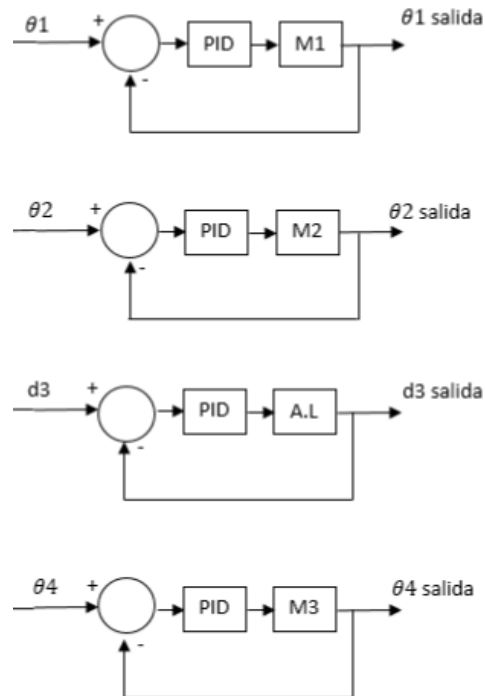 θ1 + PID M1 θ1 salida
-
θ2 + PID M2 θ2 salida
-
d3 + PID A.L d3 salida
-
θ4 + PID M3 θ4 salida
-